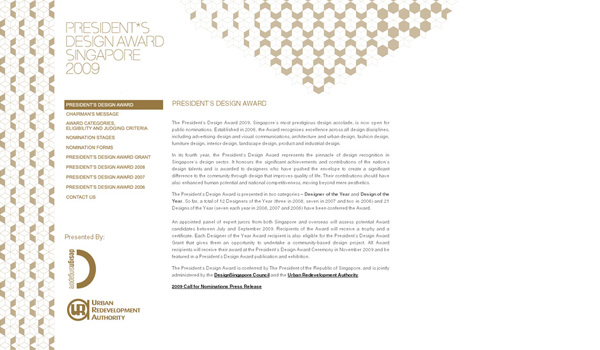 PRESIDENT*S
DESIGN AWARD
SINGAPORE
2009
PRESIDENT'S DESIGN AWARD
CHAIRMAN'S MESSAGE
AWARD CATEGORIES,
ELIGIBILITY AND JUDGING CRITERIA
NOMINATION STAGES
NOMINATION FORMS
PRESIDENT'S DESIGN AWARD GRANT
PRESIDENT'S DESIGN AWARD 2008
PRESIDENT'S DESIGN AWARD 2007
PRESIDENT'S DESIGN AWARD 2006
CONTACT US
Presented By:
designsingapore
URBAN
REDEVELOPMENT
AUTHORITY
PRESIDENT'S DESIGN AWARD
The President's Design Award 2009, Singapore's most prestigious design accolade, is now open for
public nominations. Established in 2006, the Award recognises excellence across all design disciplines,
including advertising design and visual communications, architecture and urban design, fashion design,
furniture design, interior design, landscape design, product and industrial design.
In its fourth year, the President's Design Award represents the pinnacle of design recognition in
Singapore's design sector. It honours the significant achievements and contributions of the nation's
design talents and is awarded to designers who have pushed the envelope to create a significant
difference to the community through design that improves quality of life. Their contributions should have
also enhanced human potential and national competitiveness, moving beyond mere aesthetics.
The President's Design Award is presented in two categories – Designer of the Year and Design of the
Year. So far, a total of 12 Designers of the Year (three in 2008, seven in 2007 and two in 2006) and 21
Designs of the Year (seven each year in 2008, 2007 and 2006) have been conferred the Award.
An appointed panel of expert jurors from both Singapore and overseas will assess potential Award
candidates between July and September 2009. Recipients of the Award will receive a trophy and a
certificate. Each Designer of the Year Award recipient is also eligible for the President's Design Award
Grant that gives them an opportunity to undertake a community-based design project. All Award
recipients will receive their award at the President's Design Award Ceremony in November 2009 and be
featured in a President's Design Award publication and exhibition.
The President's Design Award is conferred by The President of the Republic of Singapore, and is jointly
administered by the DesignSingapore Council and the Urban Redevelopment Authority.
2009 Call for Nominations Press Release